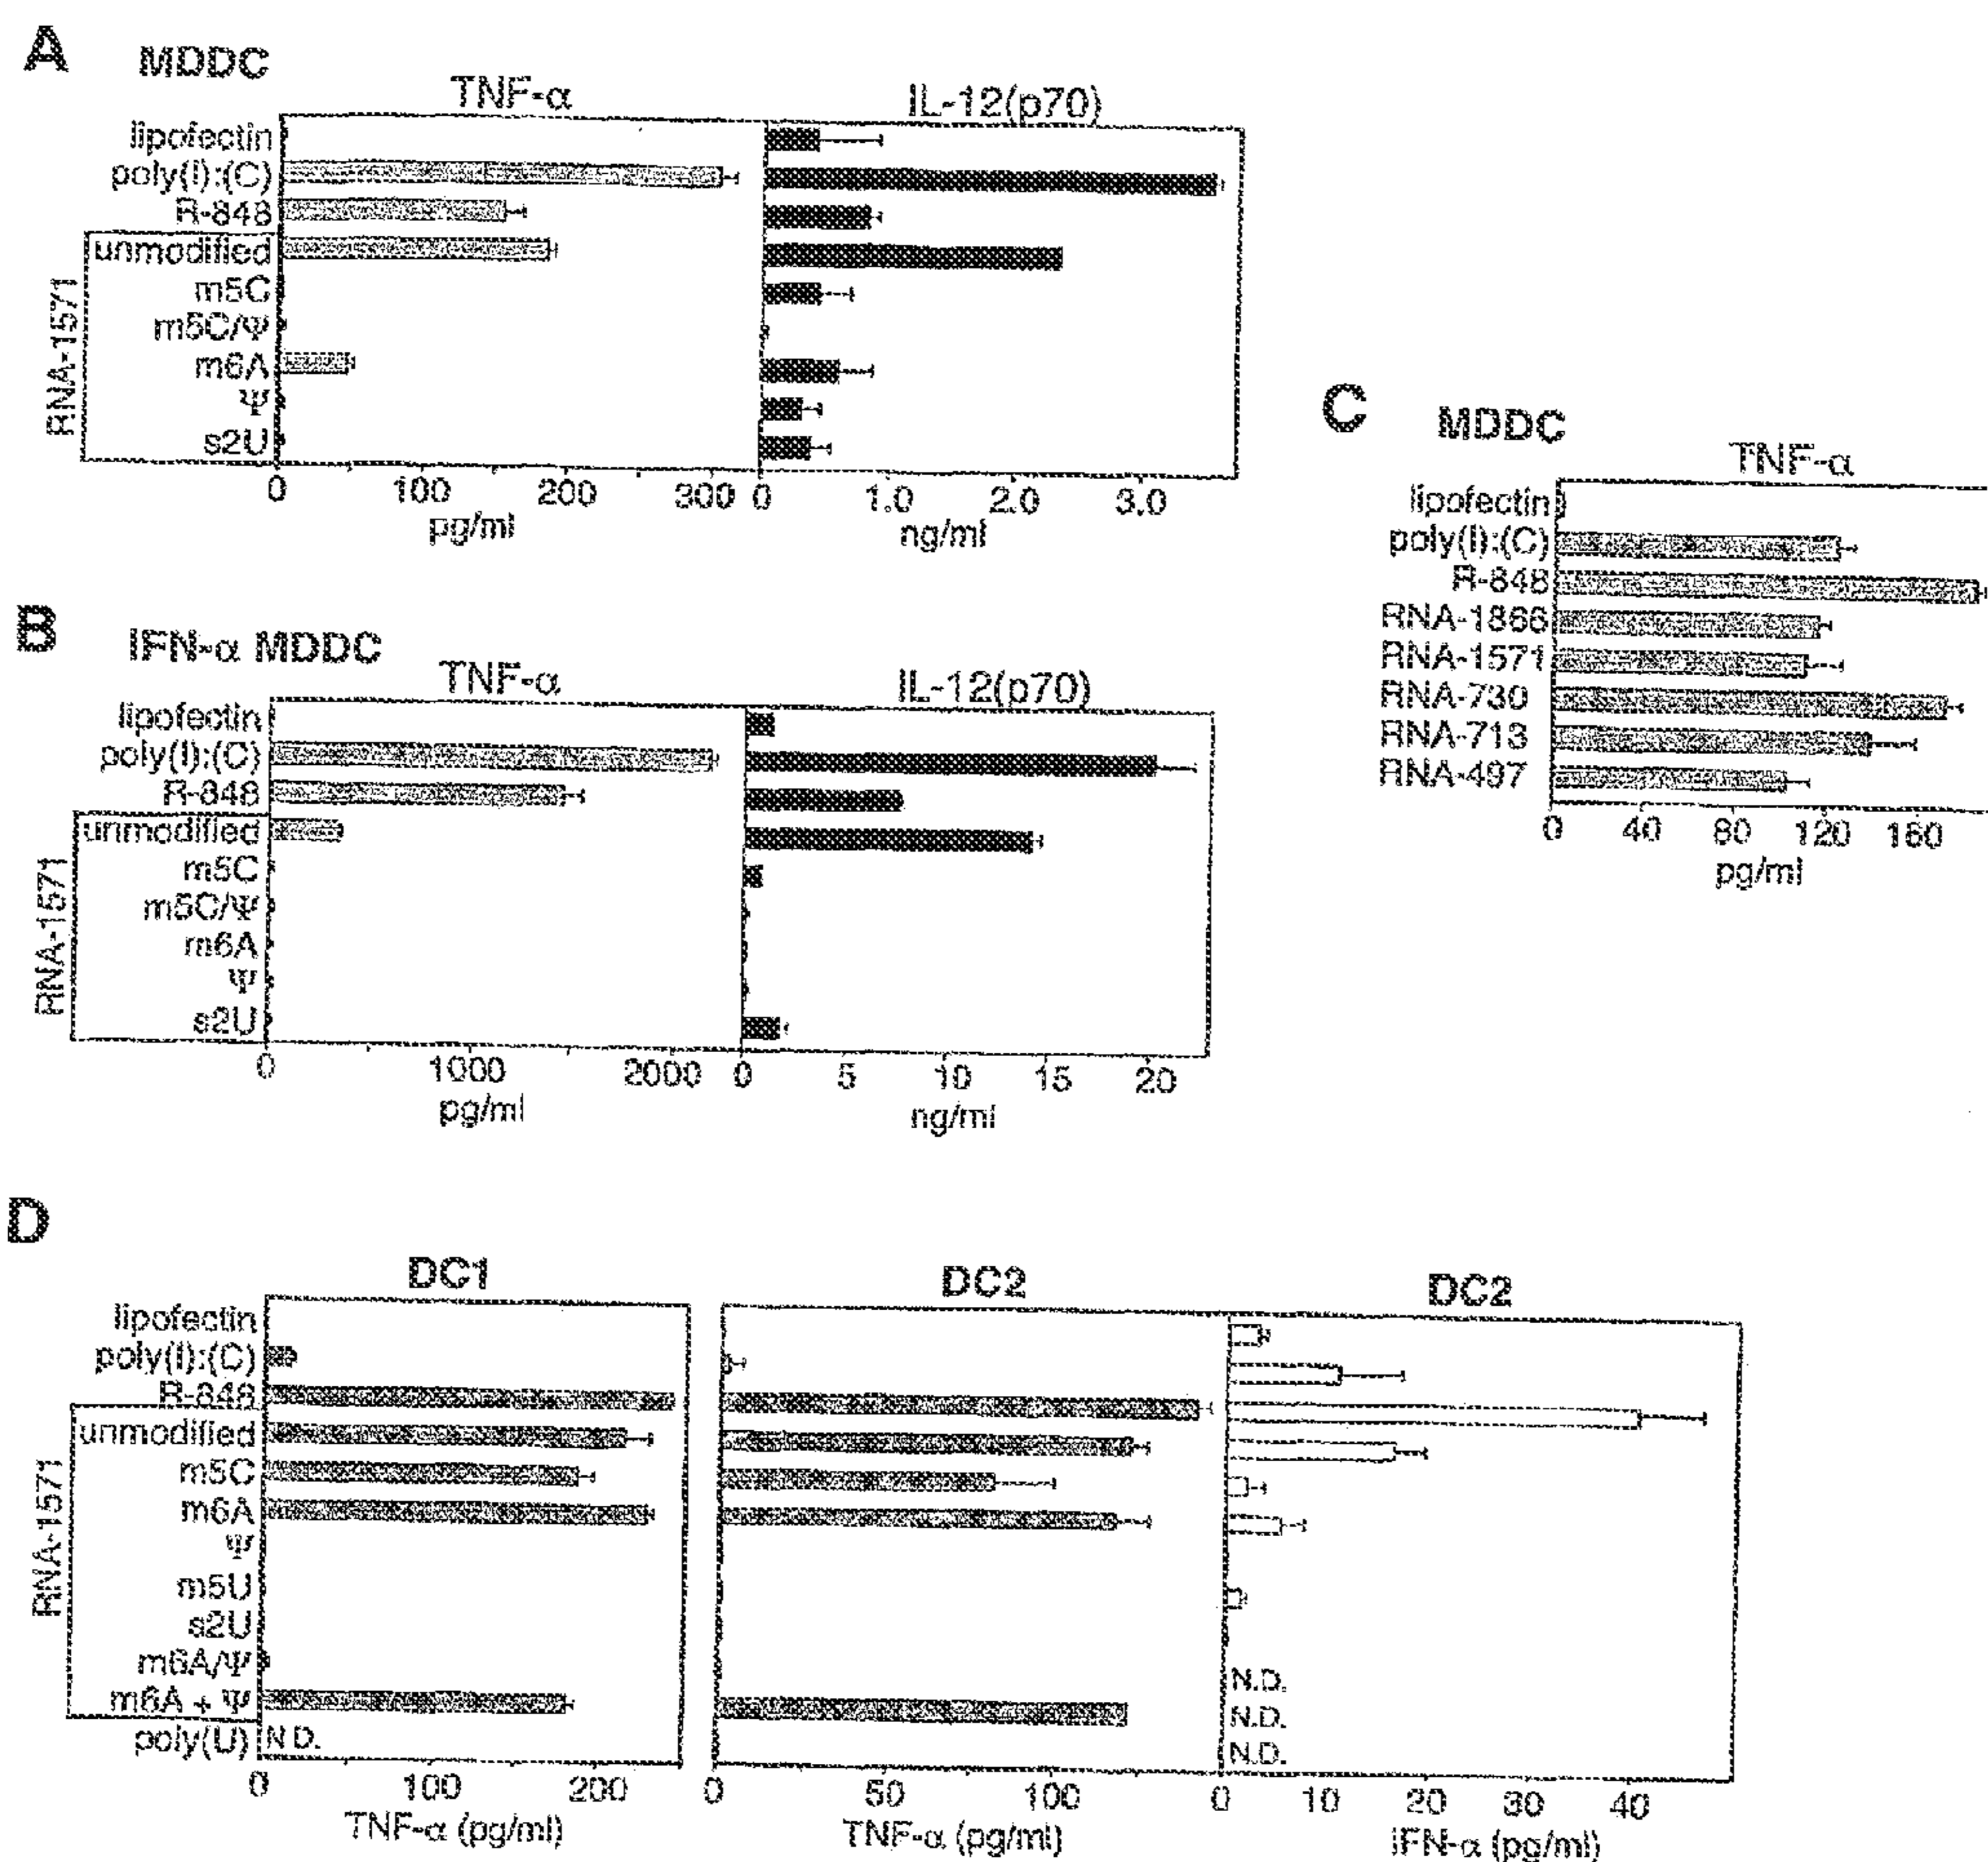 A
MDDC
TNF-α
IL-12(p70)
lipofectin
poly(I):(C)
R-848
unmodified
m5C
m5C/Ψ
m6A
Ψ
s2U
RNA-1571
0 100 200 300
pg/ml
0 1.0 2.0 3.0
ng/ml
B
IFN-α MDDC
TNF-α
IL-12(p70)
lipofectin
poly(I):(C)
R-848
unmodified
m5C
m5C/Ψ
m6A
Ψ
s2U
RNA-1571
0 1000 2000
pg/ml
0 5 10 15 20
ng/ml
C
MDDC
TNF-α
lipofectin
poly(I):(C)
R-848
RNA-1866
RNA-1571
RNA-730
RNA-713
RNA-497
0 40 80 120 160
pg/ml
D
DC1
DC2
DC2
lipofectin
poly(I):(C)
R-848
unmodified
m5C
m6A
Ψ
m5U
s2U
m6A/Ψ
m6A + Ψ
poly(U)
RNA-1571
N.D.
N.D.
N.D.
N.D.
0 100 200
TNF-α (pg/ml)
0 50 100
TNF-α (pg/ml)
0 10 20 30 40
IFN-α (pg/ml)